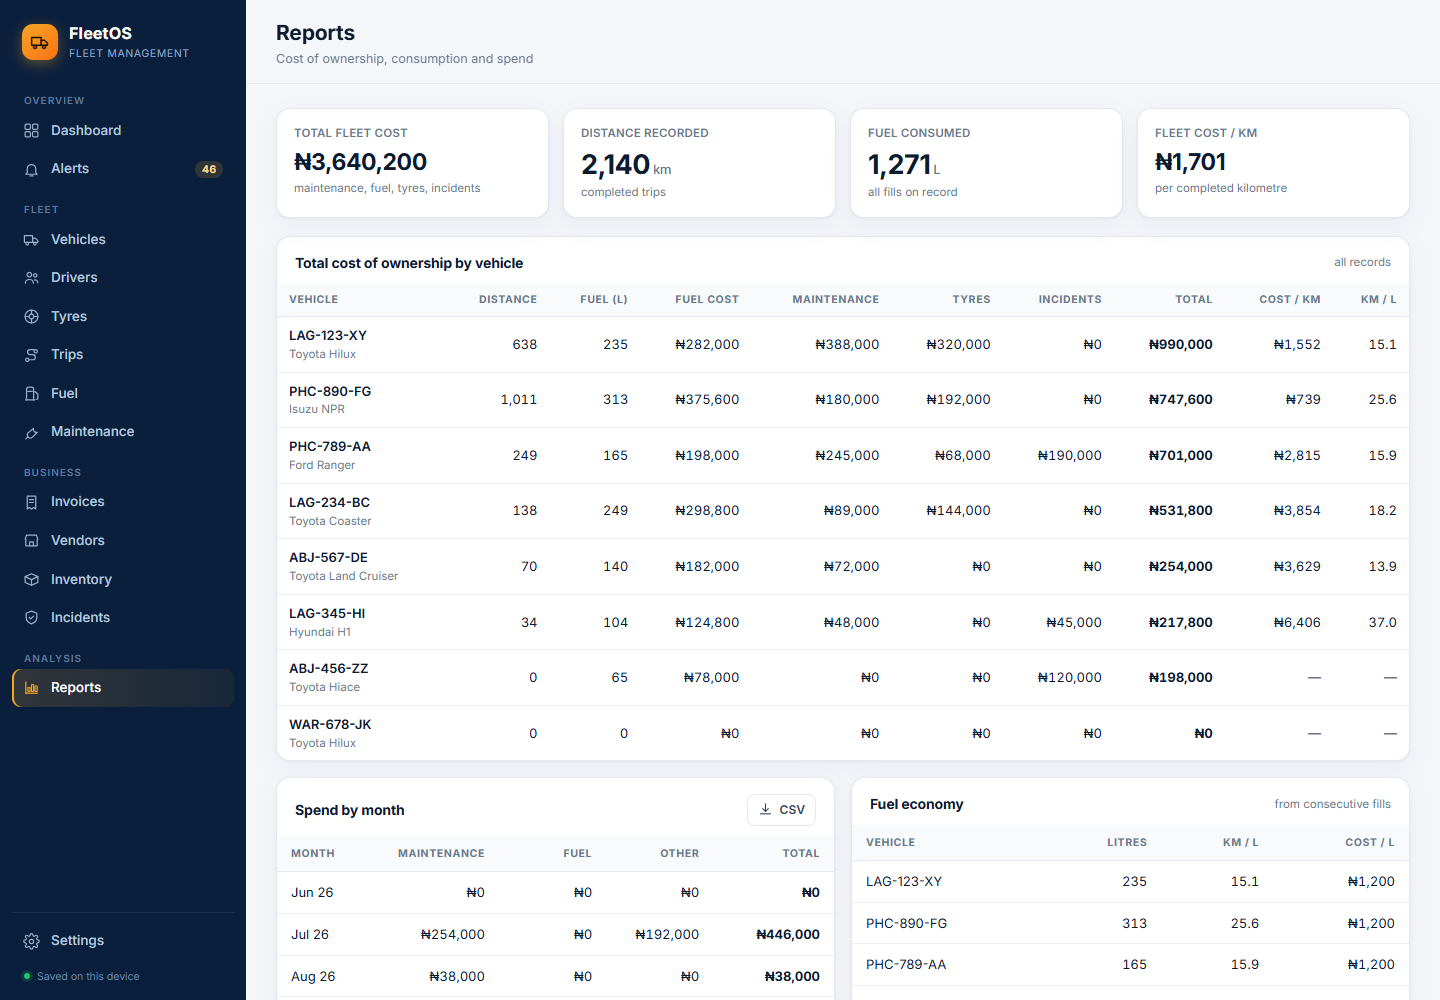 FleetOS
FLEET MANAGEMENT
OVERVIEW
Dashboard
Alerts 46
FLEET
Vehicles
Drivers
Tyres
Trips
Fuel
Maintenance
BUSINESS
Invoices
Vendors
Inventory
Incidents
ANALYSIS
Reports
Settings
Saved on this device
Reports
Cost of ownership, consumption and spend
TOTAL FLEET COST
₦3,640,200
maintenance, fuel, tyres, incidents
DISTANCE RECORDED
2,140 km
completed trips
FUEL CONSUMED
1,271 L
all fills on record
FLEET COST / KM
₦1,701
per completed kilometre
Total cost of ownership by vehicle all records
VEHICLE DISTANCE FUEL (L) FUEL COST MAINTENANCE TYRES INCIDENTS TOTAL COST / KM KM / L
LAG-123-XY 638 235 ₦282,000 ₦388,000 ₦320,000 ₦0 ₦990,000 ₦1,552 15.1
Toyota Hilux
PHC-890-FG 1,011 313 ₦375,600 ₦180,000 ₦192,000 ₦0 ₦747,600 ₦739 25.6
Isuzu NPR
PHC-789-AA 249 165 ₦198,000 ₦245,000 ₦68,000 ₦190,000 ₦701,000 ₦2,815 15.9
Ford Ranger
LAG-234-BC 138 249 ₦298,800 ₦89,000 ₦144,000 ₦0 ₦531,800 ₦3,854 18.2
Toyota Coaster
ABJ-567-DE 70 140 ₦182,000 ₦72,000 ₦0 ₦0 ₦254,000 ₦3,629 13.9
Toyota Land Cruiser
LAG-345-HI 34 104 ₦124,800 ₦48,000 ₦0 ₦45,000 ₦217,800 ₦6,406 37.0
Hyundai H1
ABJ-456-ZZ 0 65 ₦78,000 ₦0 ₦0 ₦120,000 ₦198,000 — —
Toyota Hiace
WAR-678-JK 0 0 ₦0 ₦0 ₦0 ₦0 ₦0 — —
Toyota Hilux
Spend by month CSV
MONTH MAINTENANCE FUEL OTHER TOTAL
Jun 26 ₦0 ₦0 ₦0 ₦0
Jul 26 ₦254,000 ₦0 ₦192,000 ₦446,000
Aug 26 ₦38,000 ₦0 ₦0 ₦38,000
Fuel economy from consecutive fills
VEHICLE LITRES KM / L COST / L
LAG-123-XY 235 15.1 ₦1,200
PHC-890-FG 313 25.6 ₦1,200
PHC-789-AA 165 15.9 ₦1,200